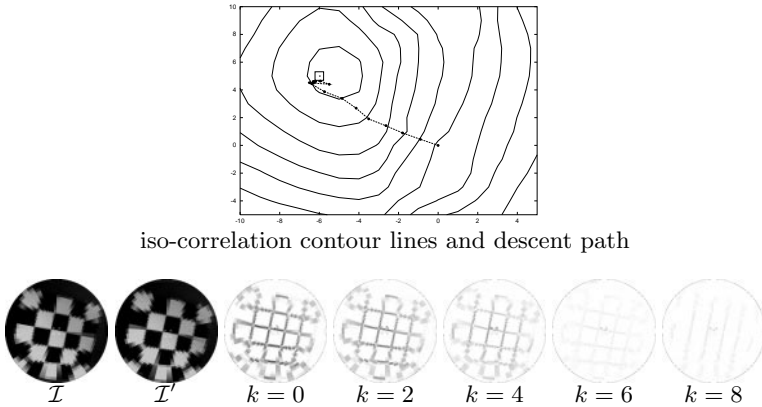 10
8
6
4
2
0
-2
-4
-10 -8 -6 -4 -2 0 2 4
iso-correlation contour lines and descent path
ℐ ℐ′ k = 0 k = 2 k = 4 k = 6 k = 8